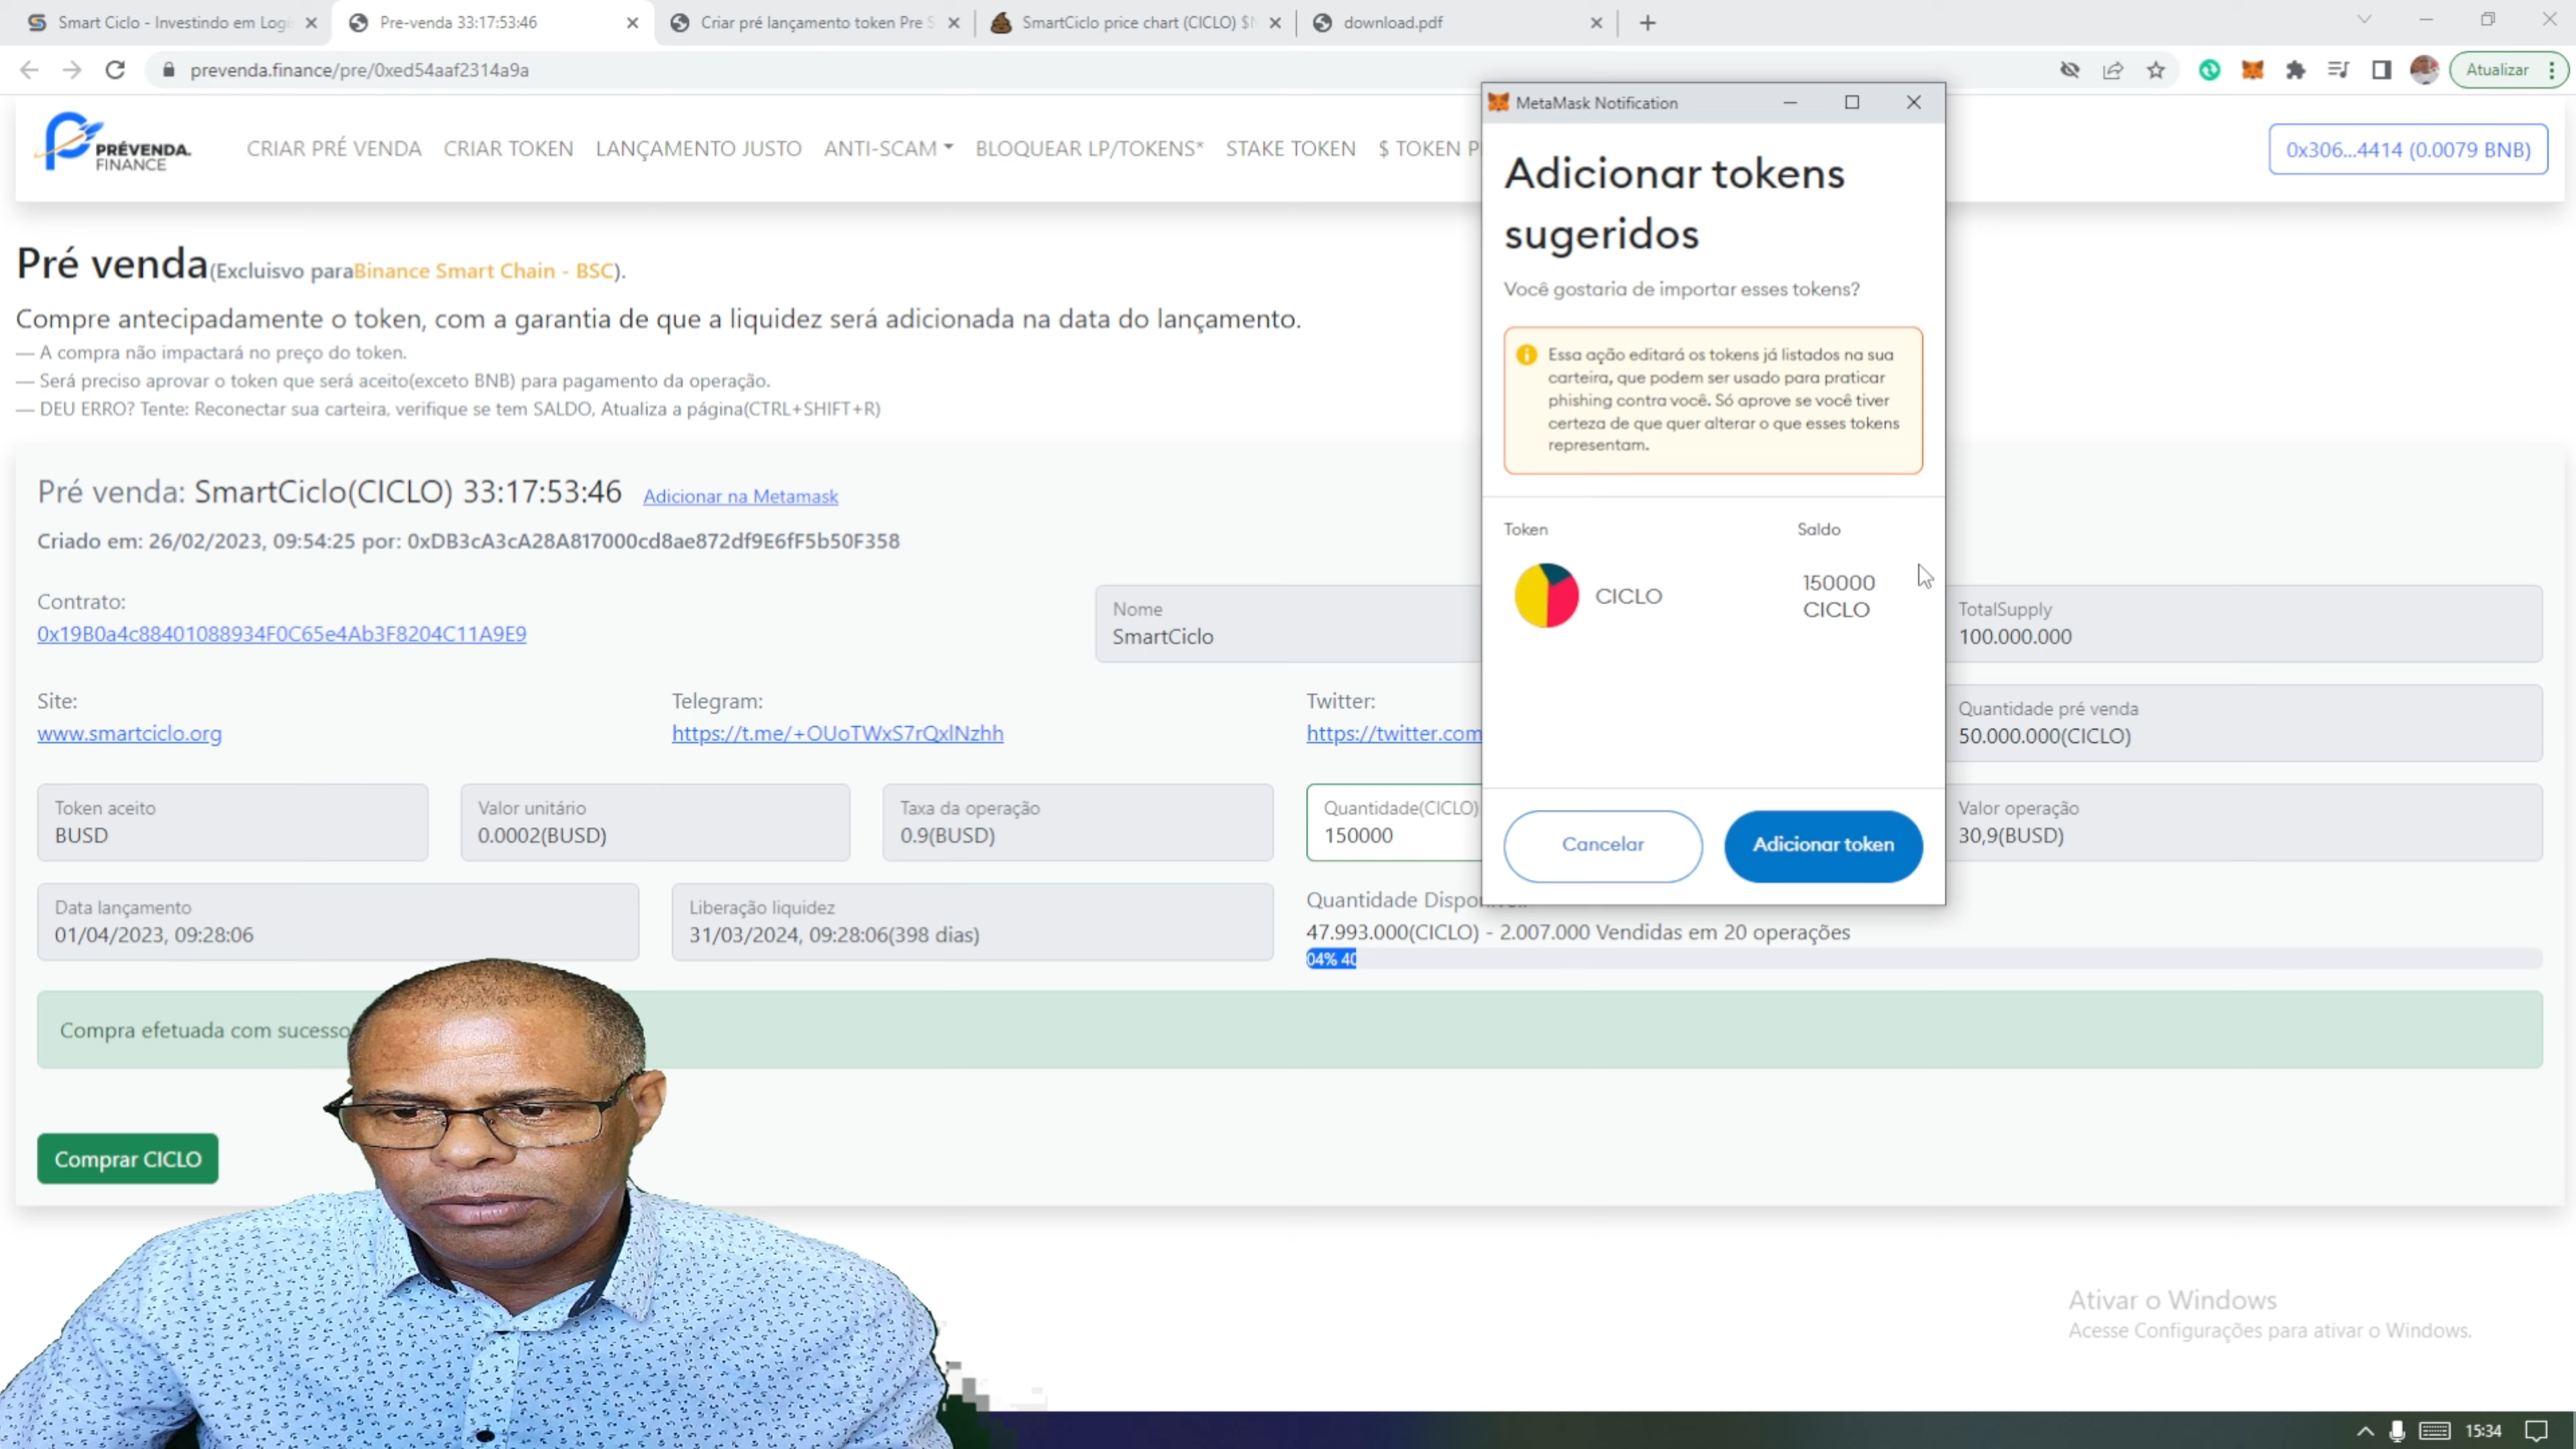 Smart Ciclo - Investindo em Logi
Pre-venda 33:17:53:46
Criar pré lançamento token Pre S
SmartCiclo price chart (CICLO) $
download.pdf
prevenda.finance/pre/0xed54aaf2314a9a
Atualizar
PRÉVENDA.
FINANCE
CRIAR PRÉ VENDA
CRIAR TOKEN
LANÇAMENTO JUSTO
ANTI-SCAM
BLOQUEAR LP/TOKENS*
STAKE TOKEN
$ TOKEN P
0x306...4414 (0.0079 BNB)
Pré venda(Excluisvo paraBinance Smart Chain - BSC).
Compre antecipadamente o token, com a garantia de que a liquidez será adicionada na data do lançamento.
— A compra não impactará no preço do token.
— Será preciso aprovar o token que será aceito(exceto BNB) para pagamento da operação.
— DEU ERRO? Tente: Reconectar sua carteira, verifique se tem SALDO, Atualiza a página(CTRL+SHIFT+R)
Pré venda: SmartCiclo(CICLO) 33:17:53:46 Adicionar na Metamask
Criado em: 26/02/2023, 09:54:25 por: 0xDB3cA3cA28A817000cd8ae872df9E6fF5b50F358
Contrato:
0x19B0a4c88401088934F0C65e4Ab3F8204C11A9E9
Nome
SmartCiclo
TotalSupply
100.000.000
Site:
www.smartciclo.org
Telegram:
https://t.me/+OUoTWxS7rQxlNzhh
Twitter:
https://twitter.com
Quantidade pré venda
50.000.000(CICLO)
Token aceito
BUSD
Valor unitário
0.0002(BUSD)
Taxa da operação
0.9(BUSD)
Quantidade(CICLO)
150000
Valor operação
30,9(BUSD)
Data lançamento
01/04/2023, 09:28:06
Liberação liquidez
31/03/2024, 09:28:06(398 dias)
Quantidade
47.993.000(CICLO) - 2.007.000 Vendidas em 20 operações
04% 40
Compra efetuada com sucesso
Comprar CICLO
MetaMask Notification
Adicionar tokens
sugeridos
Você gostaria de importar esses tokens?
Essa ação editará os tokens já listados na sua
carteira, que podem ser usado para praticar
phishing contra você. Só aprove se você tiver
certeza de que quer alterar o que esses tokens
representam.
Token
Saldo
CICLO
150000
CICLO
Cancelar
Adicionar token
Ativar o Windows
Acesse Configurações para ativar o Windows.
15:34